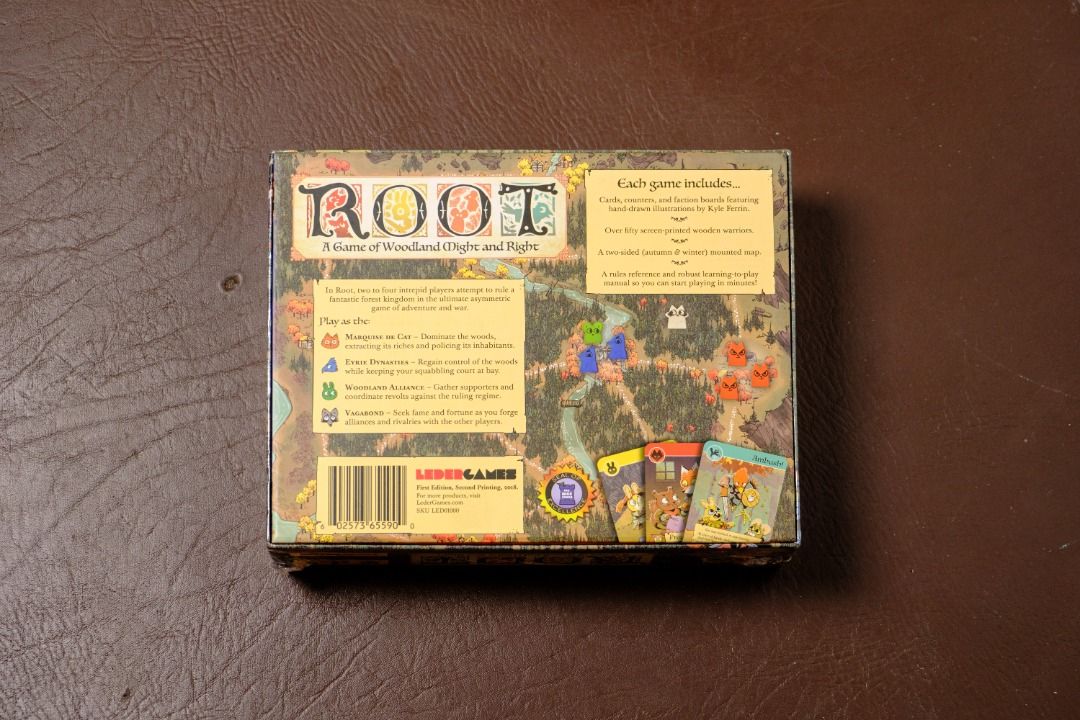 ROOT
A Game of Woodland Might and Right
In Root, two to four intrepid players attempt to rule a
fantastic forest kingdom in the ultimate asymmetric
game of adventure and war.
Play as the:
Marquise de Cat – Dominate the woods,
extracting its riches and policing its inhabitants.
Eyrie Dynasties – Regain control of the woods
while keeping your squabbling court at bay.
Woodland Alliance – Gather supporters and
coordinate revolts against the ruling regime.
Vagabond – Seek fame and fortune as you forge
alliances and rivalries with the other players.
Each game includes...
Cards, counters, and faction boards featuring
hand-drawn illustrations by Kyle Ferrin.
Over fifty screen-printed wooden warriors.
A two-sided (autumn & winter) mounted map.
A rules reference and robust learning-to-play
manual so you can start playing in minutes!
LEDERGAMES
First Edition, Second Printing, 2018.
For more products, visit
LederGames.com
SKU LED01000
6 02573 65590 0
SEAL OF
EXCELLENCE
Ambush!